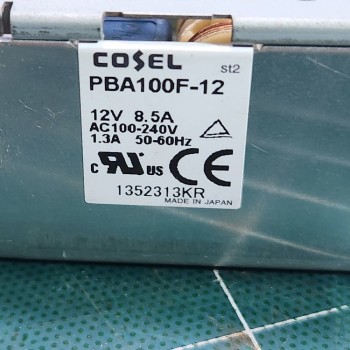 COSEL
st2
PBA100F-12
12V 8.5A
AC100-240V
1.3A 50-60Hz
c RU us CE
1352313KR
MADE IN JAPAN